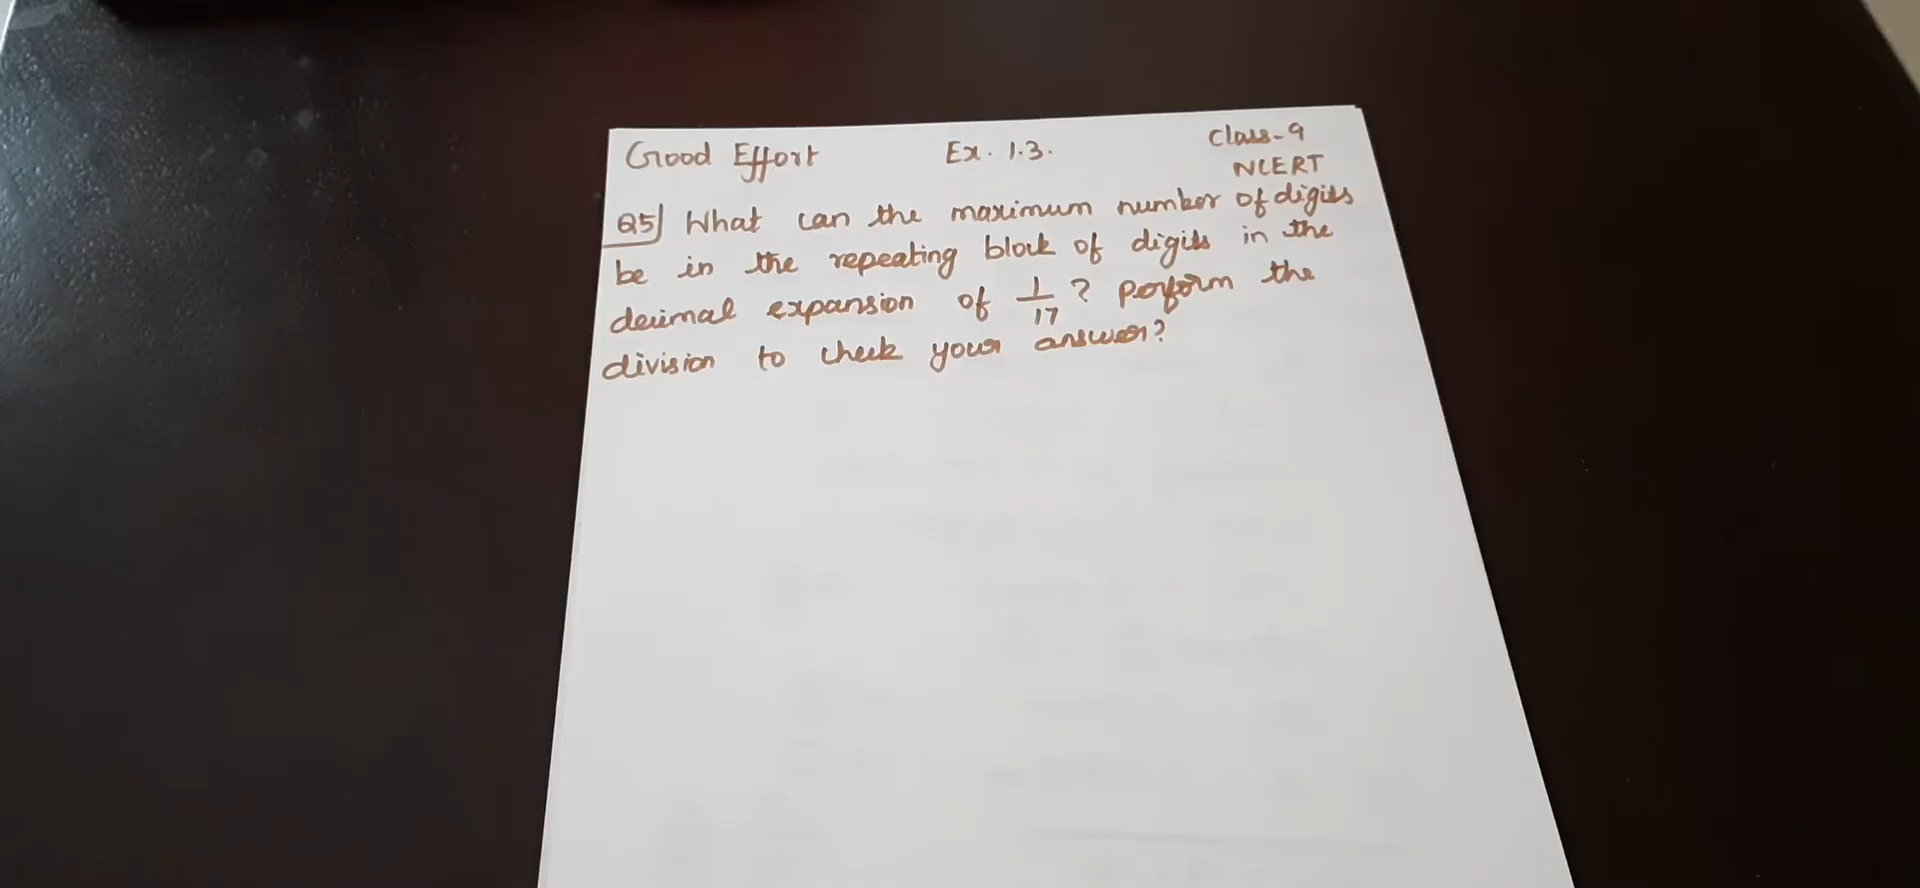 Good Effort Ex. 1.3. Class-9
NCERT
Q5) What can the maximum number of digits
be in the repeating block of digits in the
decimal expansion of 1/17? Perform the
division to check your answer?